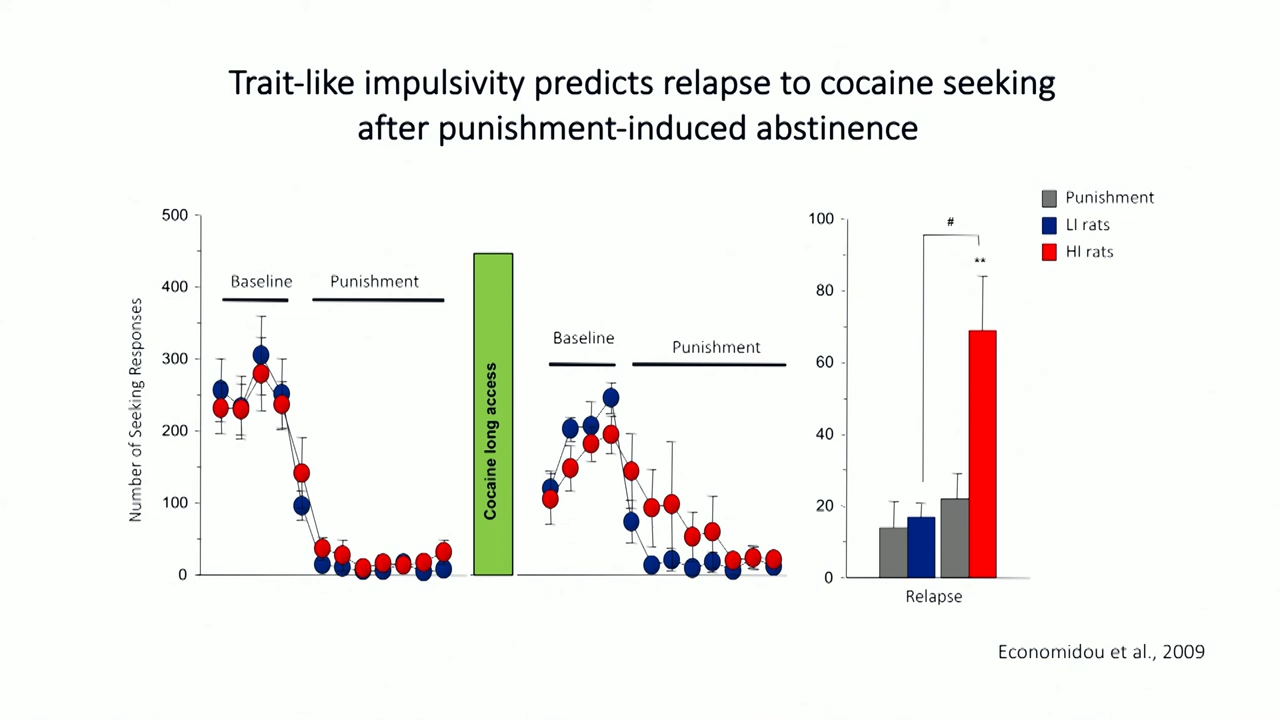 Trait-like impulsivity predicts relapse to cocaine seeking
after punishment-induced abstinence
Number of Seeking Responses
500
400
300
200
100
0
Baseline
Punishment
Cocaine long access
Baseline
Punishment
100
80
60
40
20
0
#
**
Relapse
Punishment
LI rats
HI rats
Economidou et al., 2009